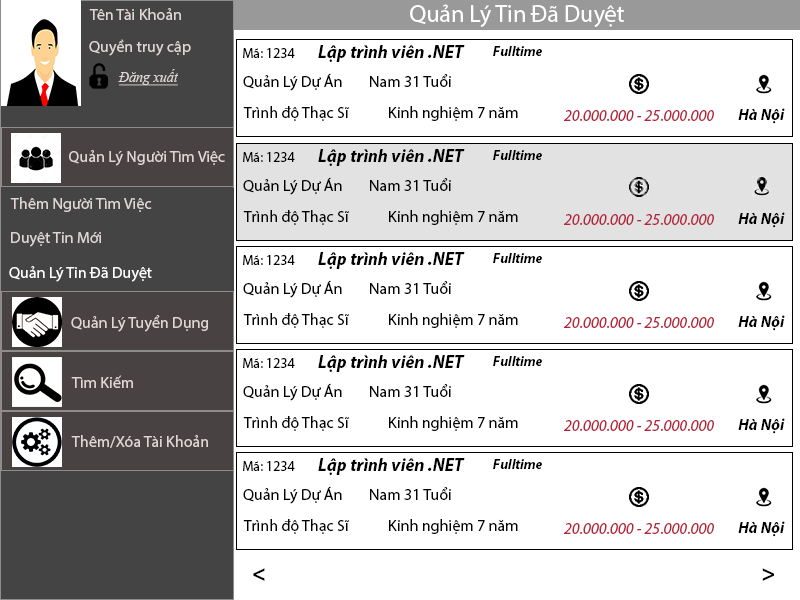 Tên Tài Khoản
Quyền truy cập
Đăng xuất
Quản Lý Người Tìm Việc
Thêm Người Tìm Việc
Duyệt Tin Mới
Quản Lý Tin Đã Duyệt
Quản Lý Tuyển Dụng
Tìm Kiếm
Thêm/Xóa Tài Khoản
Quản Lý Tin Đã Duyệt
Mã: 1234 Lập trình viên .NET Fulltime
Quản Lý Dự Án Nam 31 Tuổi
Trình độ Thạc Sĩ Kinh nghiệm 7 năm 20.000.000 - 25.000.000 Hà Nội
Mã: 1234 Lập trình viên .NET Fulltime
Quản Lý Dự Án Nam 31 Tuổi
Trình độ Thạc Sĩ Kinh nghiệm 7 năm 20.000.000 - 25.000.000 Hà Nội
Mã: 1234 Lập trình viên .NET Fulltime
Quản Lý Dự Án Nam 31 Tuổi
Trình độ Thạc Sĩ Kinh nghiệm 7 năm 20.000.000 - 25.000.000 Hà Nội
Mã: 1234 Lập trình viên .NET Fulltime
Quản Lý Dự Án Nam 31 Tuổi
Trình độ Thạc Sĩ Kinh nghiệm 7 năm 20.000.000 - 25.000.000 Hà Nội
Mã: 1234 Lập trình viên .NET Fulltime
Quản Lý Dự Án Nam 31 Tuổi
Trình độ Thạc Sĩ Kinh nghiệm 7 năm 20.000.000 - 25.000.000 Hà Nội
< >